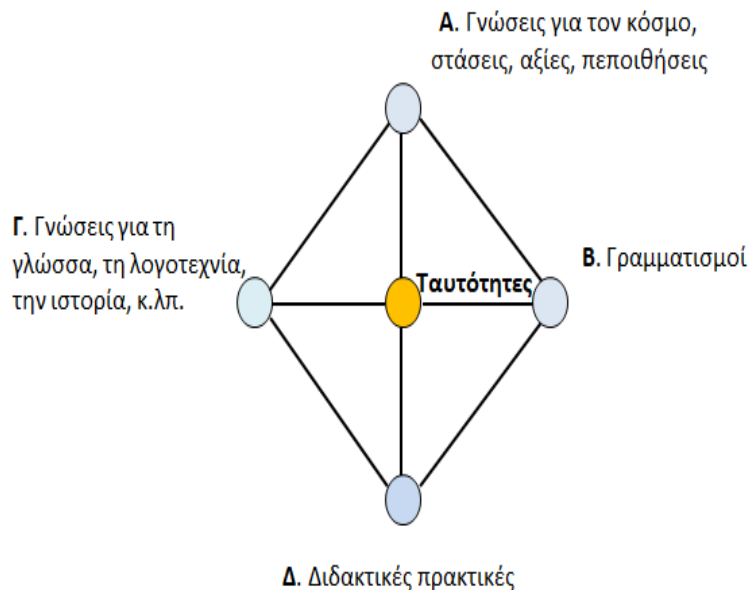 Α. Γνώσεις για τον κόσμο,
στάσεις, αξίες, πεποιθήσεις
Γ. Γνώσεις για τη
γλώσσα, τη λογοτεχνία,
την ιστορία, κ.λπ.
Ταυτότητες
Β. Γραμματισμοί
Δ. Διδακτικές πρακτικές